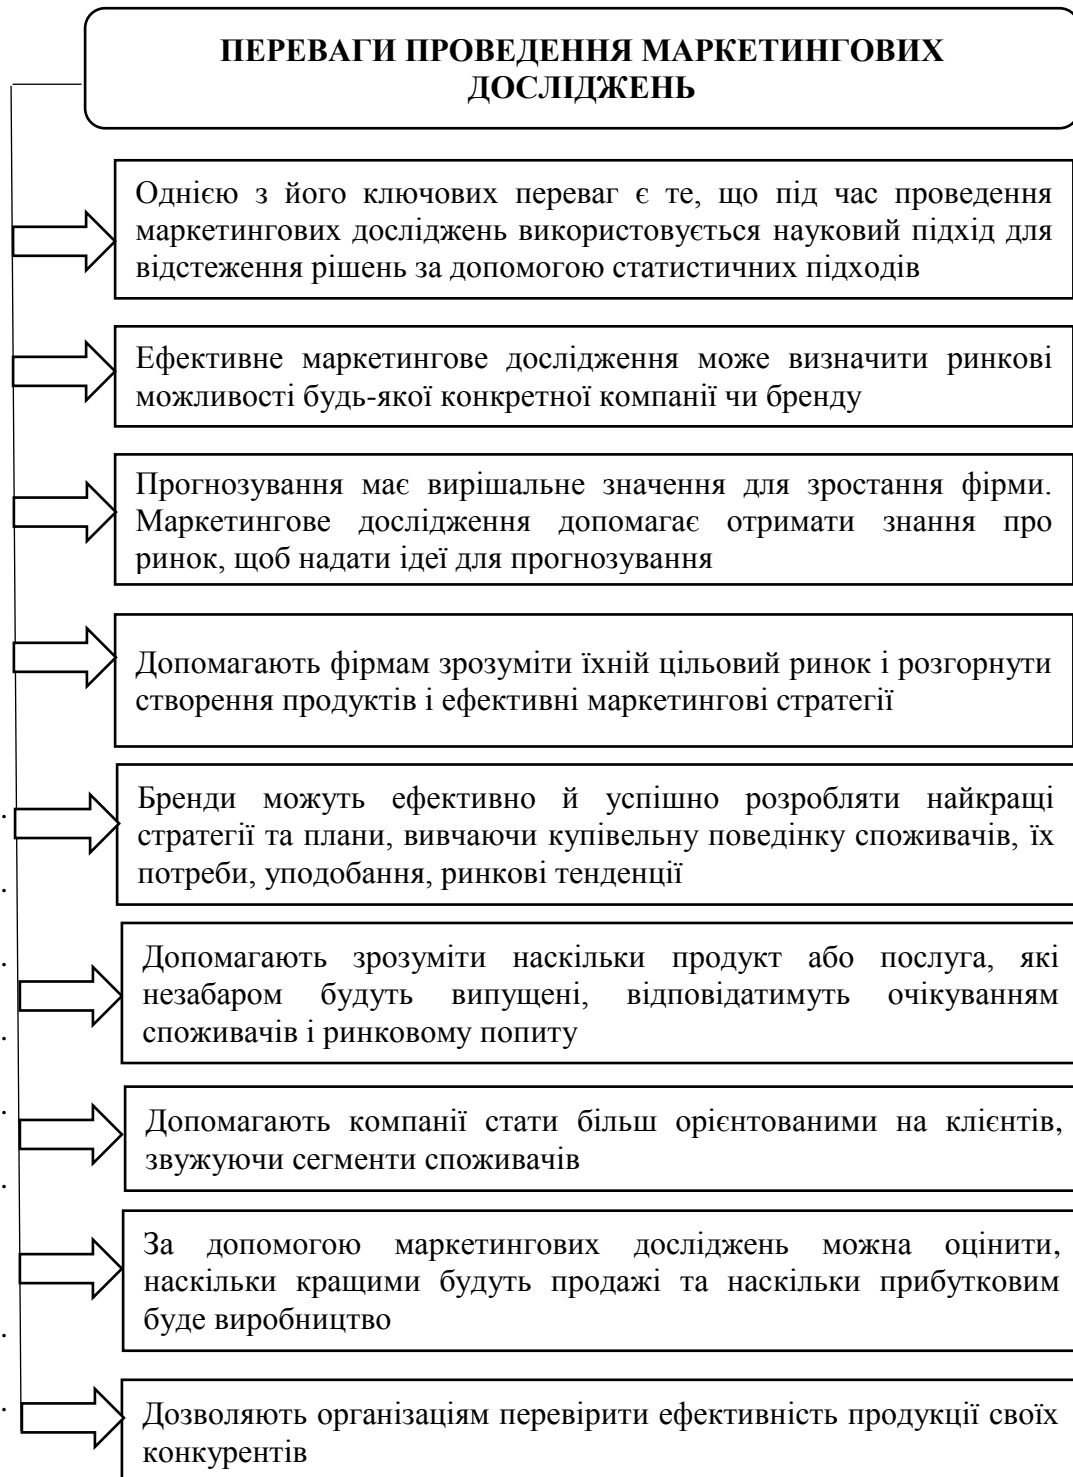 ПЕРЕВАГИ ПРОВЕДЕННЯ МАРКЕТИНГОВИХ
ДОСЛІДЖЕНЬ
Однією з його ключових переваг є те, що під час проведення
маркетингових досліджень використовується науковий підхід для
відстеження рішень за допомогою статистичних підходів
Ефективне маркетингове дослідження може визначити ринкові
можливості будь-якої конкретної компанії чи бренду
Прогнозування має вирішальне значення для зростання фірми.
Маркетингове дослідження допомагає отримати знання про
ринок, щоб надати ідеї для прогнозування
Допомагають фірмам зрозуміти їхній цільовий ринок і розгорнути
створення продуктів і ефективні маркетингові стратегії
Бренди можуть ефективно й успішно розробляти найкращі
стратегії та плани, вивчаючи купівельну поведінку споживачів, їх
потреби, уподобання, ринкові тенденції
Допомагають зрозуміти наскільки продукт або послуга, які
незабаром будуть випущені, відповідатимуть очікуванням
споживачів і ринковому попиту
Допомагають компанії стати більш орієнтованими на клієнтів,
звужуючи сегменти споживачів
За допомогою маркетингових досліджень можна оцінити,
наскільки кращими будуть продажі та наскільки прибутковим
буде виробництво
Дозволяють організаціям перевірити ефективність продукції своїх
конкурентів